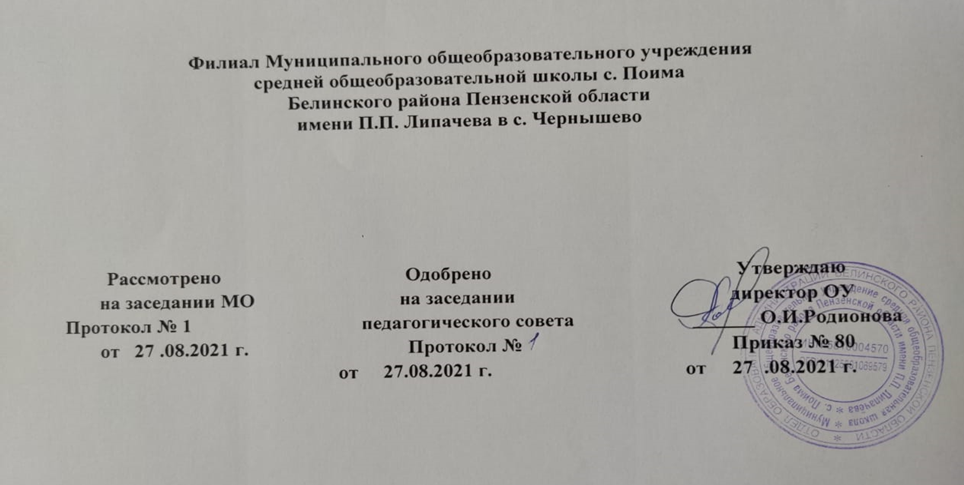 Филиал Муниципального общеобразовательного учреждения
средней общеобразовательной школы с. Поима
Белинского района Пензенской области
имени П.П. Липачева в с. Чернышево
Рассмотрено
на заседании МО
Протокол № 1
от 27 .08.2021 г.
Одобрено
на заседании
педагогического совета
Протокол № 1
от 27.08.2021 г.
Утверждаю
директор ОУ
______ О.И.Родионова
Приказ № 80
от 27 .08.2021 г.